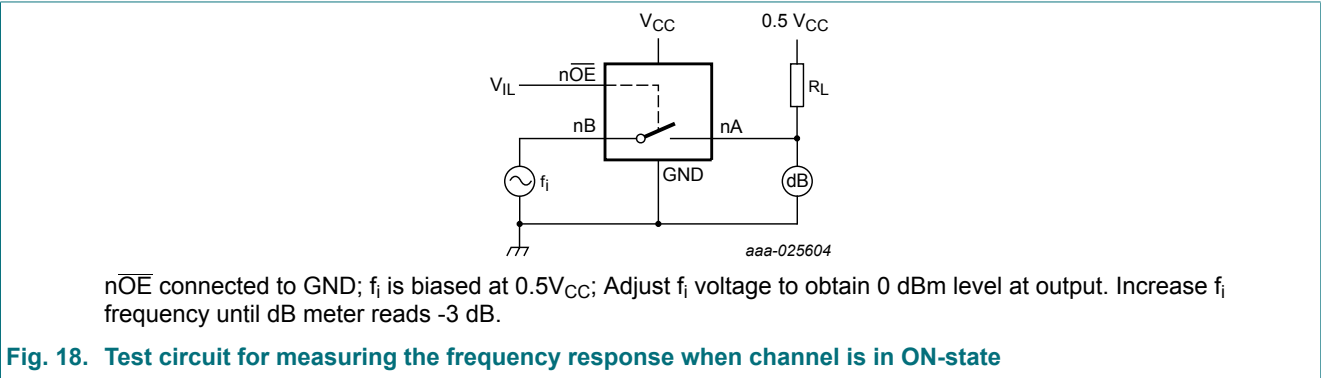 V_CC 0.5 V_CC
nO̅E̅
V_IL
R_L
nB nA
f_i
GND
dB
aaa-025604
nO̅E̅ connected to GND; f_i is biased at 0.5V_CC; Adjust f_i voltage to obtain 0 dBm level at output. Increase f_i
frequency until dB meter reads -3 dB.
Fig. 18. Test circuit for measuring the frequency response when channel is in ON-state